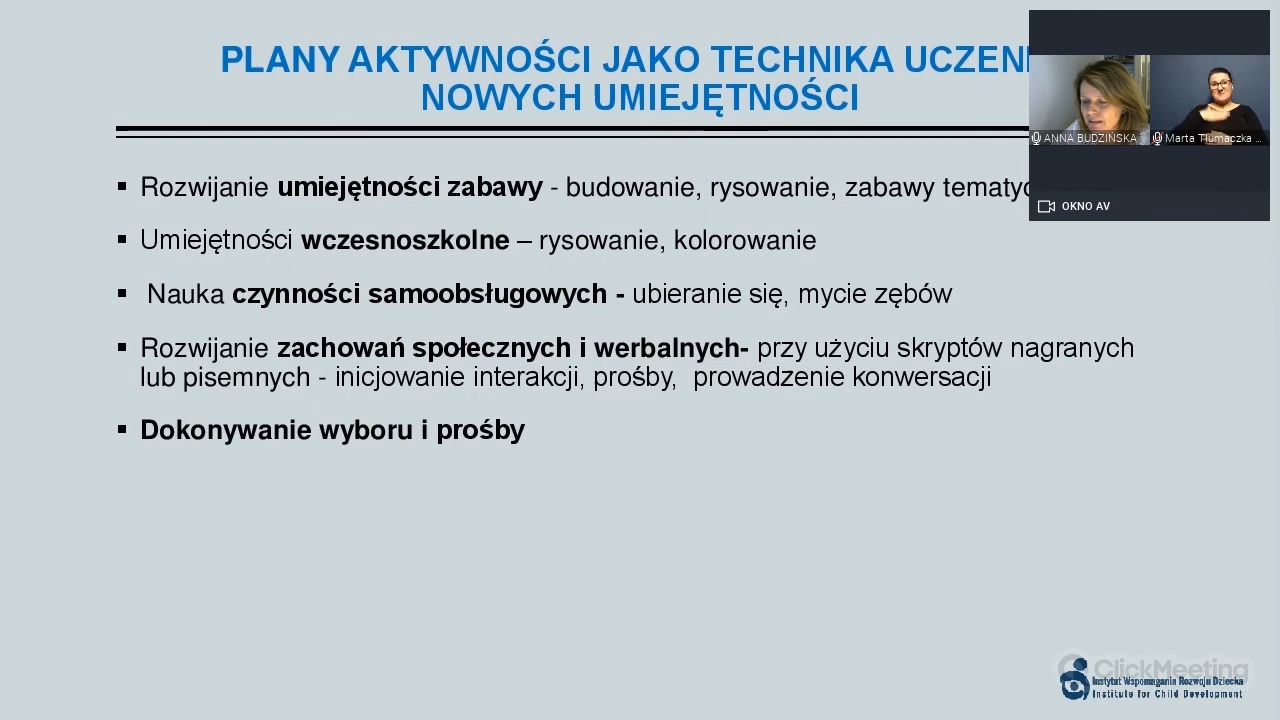 PLANY AKTYWNOŚCI JAKO TECHNIKA UCZENI
NOWYCH UMIEJĘTNOŚCI
▪ Rozwijanie umiejętności zabawy - budowanie, rysowanie, zabawy tematyc
▪ Umiejętności wczesnoszkolne – rysowanie, kolorowanie
▪ Nauka czynności samoobsługowych - ubieranie się, mycie zębów
▪ Rozwijanie zachowań społecznych i werbalnych- przy użyciu skryptów nagranych
lub pisemnych - inicjowanie interakcji, prośby, prowadzenie konwersacji
▪ Dokonywanie wyboru i prośby
ANNA BUDZIŃSKA
Marta Tłumaczka ...
OKNO AV
ClickMeeting
Instytut Wspomagania Rozwoju Dziecka
Institute for Child Development